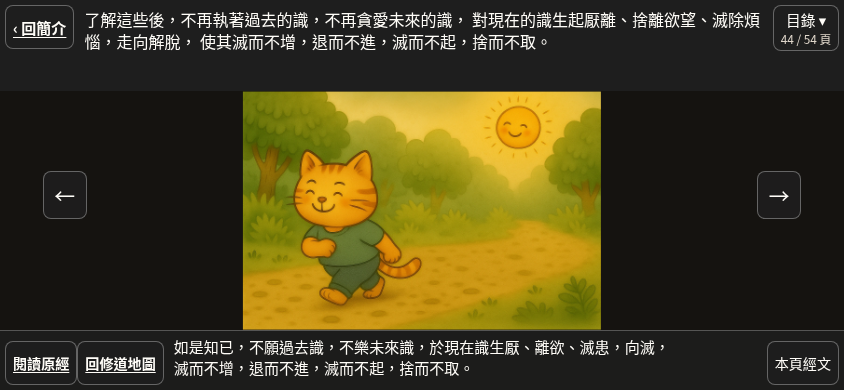 ‹ 回簡介
了解這些後，不再執著過去的識，不再貪愛未來的識， 對現在的識生起厭離、捨離欲望、滅除煩
惱，走向解脫， 使其滅而不增，退而不進，滅而不起，捨而不取。
目錄 ▾
44 / 54 頁
←
→
閱讀原經
回修道地圖
如是知已，不願過去識，不樂未來識，於現在識生厭、離欲、滅患，向滅，
滅而不增，退而不進，滅而不起，捨而不取。
本頁經文